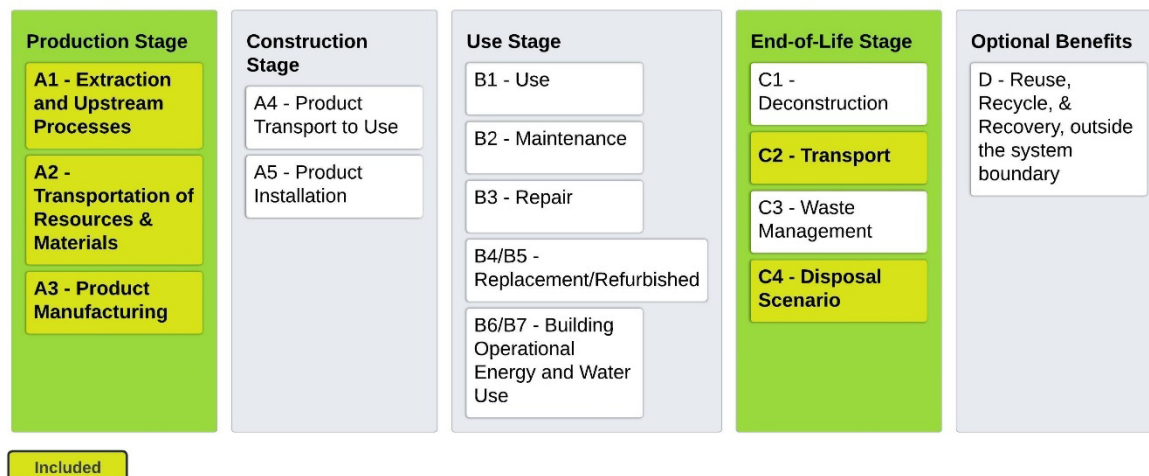 Production Stage
A1 - Extraction
and Upstream
Processes
A2 -
Transportation of
Resources &
Materials
A3 - Product
Manufacturing
Construction
Stage
A4 - Product
Transport to Use
A5 - Product
Installation
Use Stage
B1 - Use
B2 - Maintenance
B3 - Repair
B4/B5 -
Replacement/Refurbished
B6/B7 - Building
Operational
Energy and Water
Use
End-of-Life Stage
C1 -
Deconstruction
C2 - Transport
C3 - Waste
Management
C4 - Disposal
Scenario
Optional Benefits
D - Reuse,
Recycle, &
Recovery, outside
the system
boundary
Included